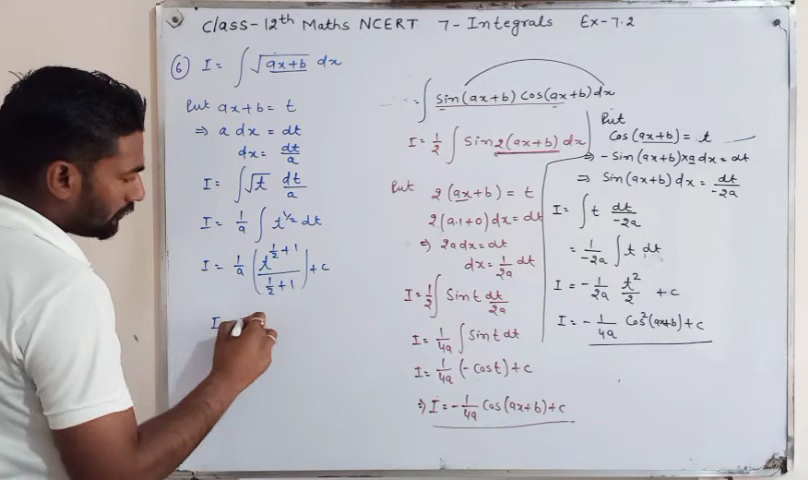 Class-12th Maths NCERT 7-Integrals Ex-7.2
⑥ I = ∫ √(ax+b) dx
Put ax+b = t
⇒ a dx = dt
dx = dt/a
I = ∫ √t dt/a
I = 1/a ∫ t^(1/2) dt
I = 1/a (t^(1/2+1)/(1/2+1)) + c
I
= ∫ Sin(ax+b) Cos(ax+b) dx
I = 1/2 ∫ Sin 2(ax+b) dx
Put 2(ax+b) = t
2(a.1+0) dx = dt
⇒ 2a dx = dt
dx = 1/2a dt
I = 1/2 ∫ Sin t dt/2a
I = 1/4a ∫ Sin t dt
I = 1/4a (-Cos t) + c
⇒ I = -1/4a Cos(ax+b) + c
Put
Cos(ax+b) = t
⇒ -Sin(ax+b)×a dx = dt
⇒ Sin(ax+b) dx = dt/-2a
I = ∫ t dt/-2a
= 1/-2a ∫ t dt
I = -1/2a t²/2 + c
I = -1/4a Cos²(ax+b) + c